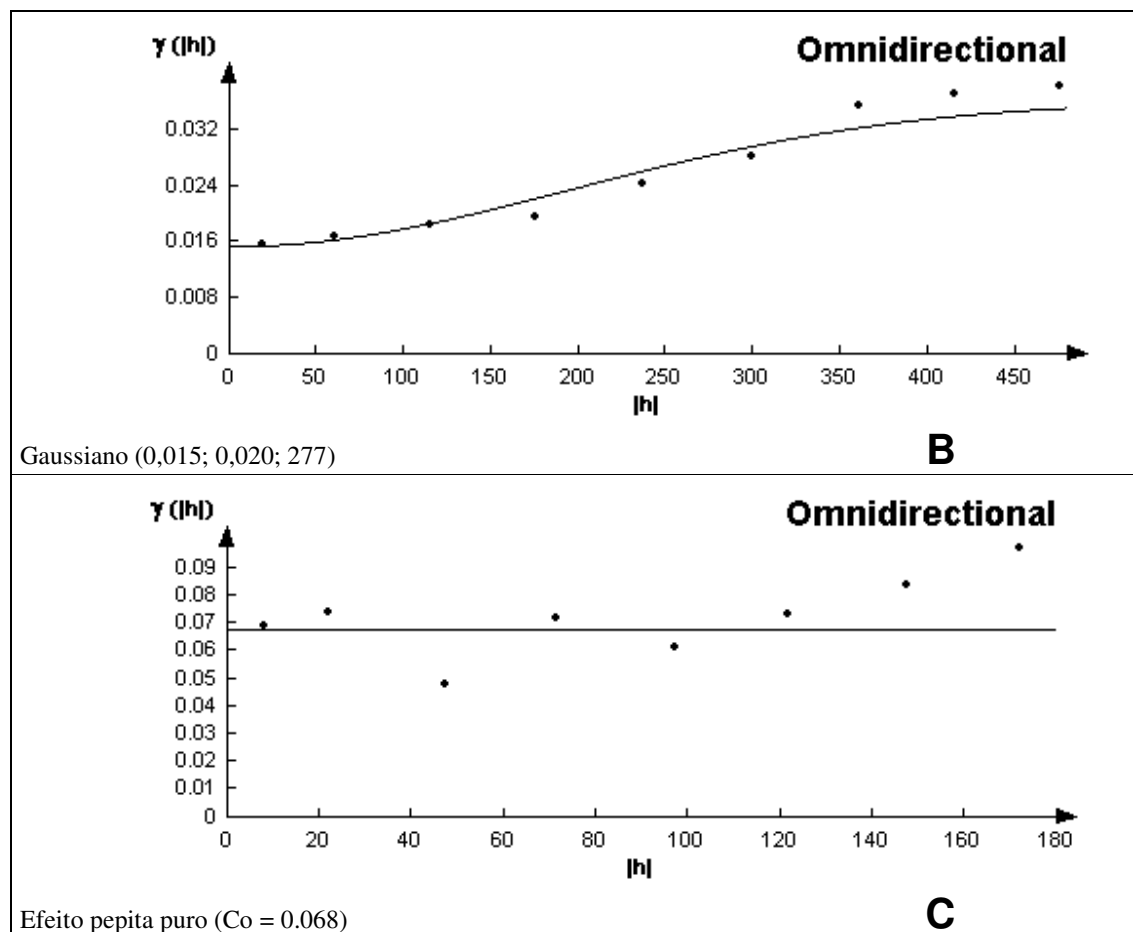 γ (|h|)
Omnidirectional
0.032
0.024
0.016
0.008
0
0 50 100 150 200 250 300 350 400 450
|h|
Gaussiano (0,015; 0,020; 277)
B
γ (|h|)
Omnidirectional
0.09
0.08
0.07
0.06
0.05
0.04
0.03
0.02
0.01
0
0 20 40 60 80 100 120 140 160 180
|h|
Efeito pepita puro (Co = 0.068)
C